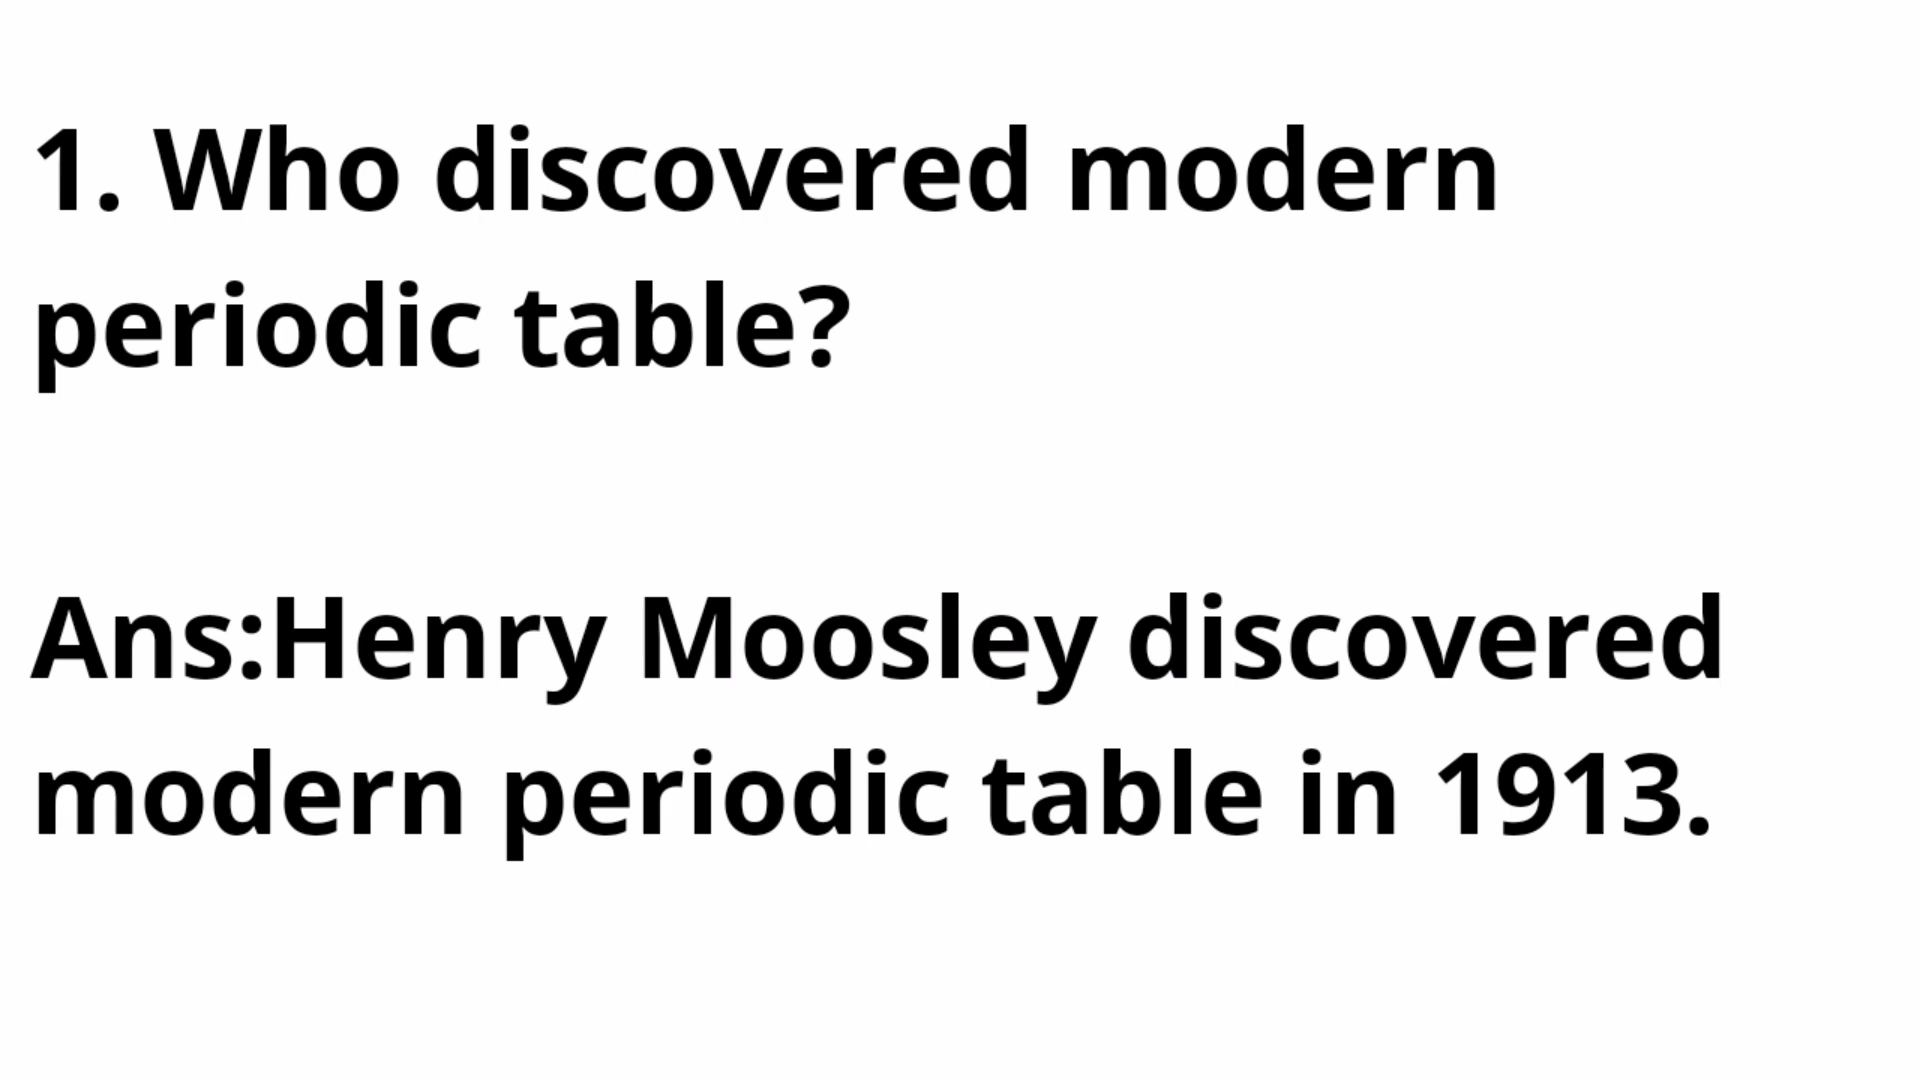 1. Who discovered modern
periodic table?
Ans:Henry Moosley discovered
modern periodic table in 1913.